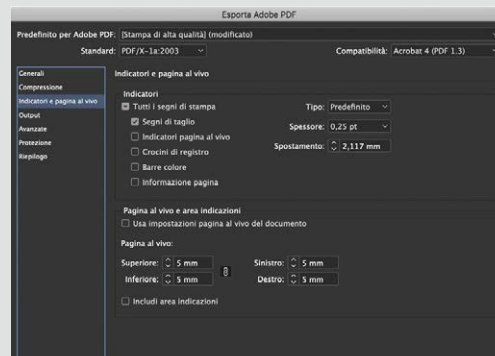 Esporta Adobe PDF
Predefinito per Adobe PDF: [Stampa di alta qualità] (modificato)
Standard: PDF/X-1a:2003 Compatibilità: Acrobat 4 (PDF 1.3)
Generali
Compressione
Indicatori e pagina al vivo
Output
Avanzate
Protezione
Riepilogo
Indicatori e pagina al vivo
Indicatori
Tutti i segni di stampa Tipo: Predefinito
Segni di taglio Spessore: 0,25 pt
Indicatori pagina al vivo Spostamento: 2,117 mm
Crocini di registro
Barre colore
Informazione pagina
Pagina al vivo e area indicazioni
Usa impostazioni pagina al vivo del documento
Pagina al vivo:
Superiore: 5 mm Sinistro: 5 mm
Inferiore: 5 mm Destro: 5 mm
Includi area indicazioni